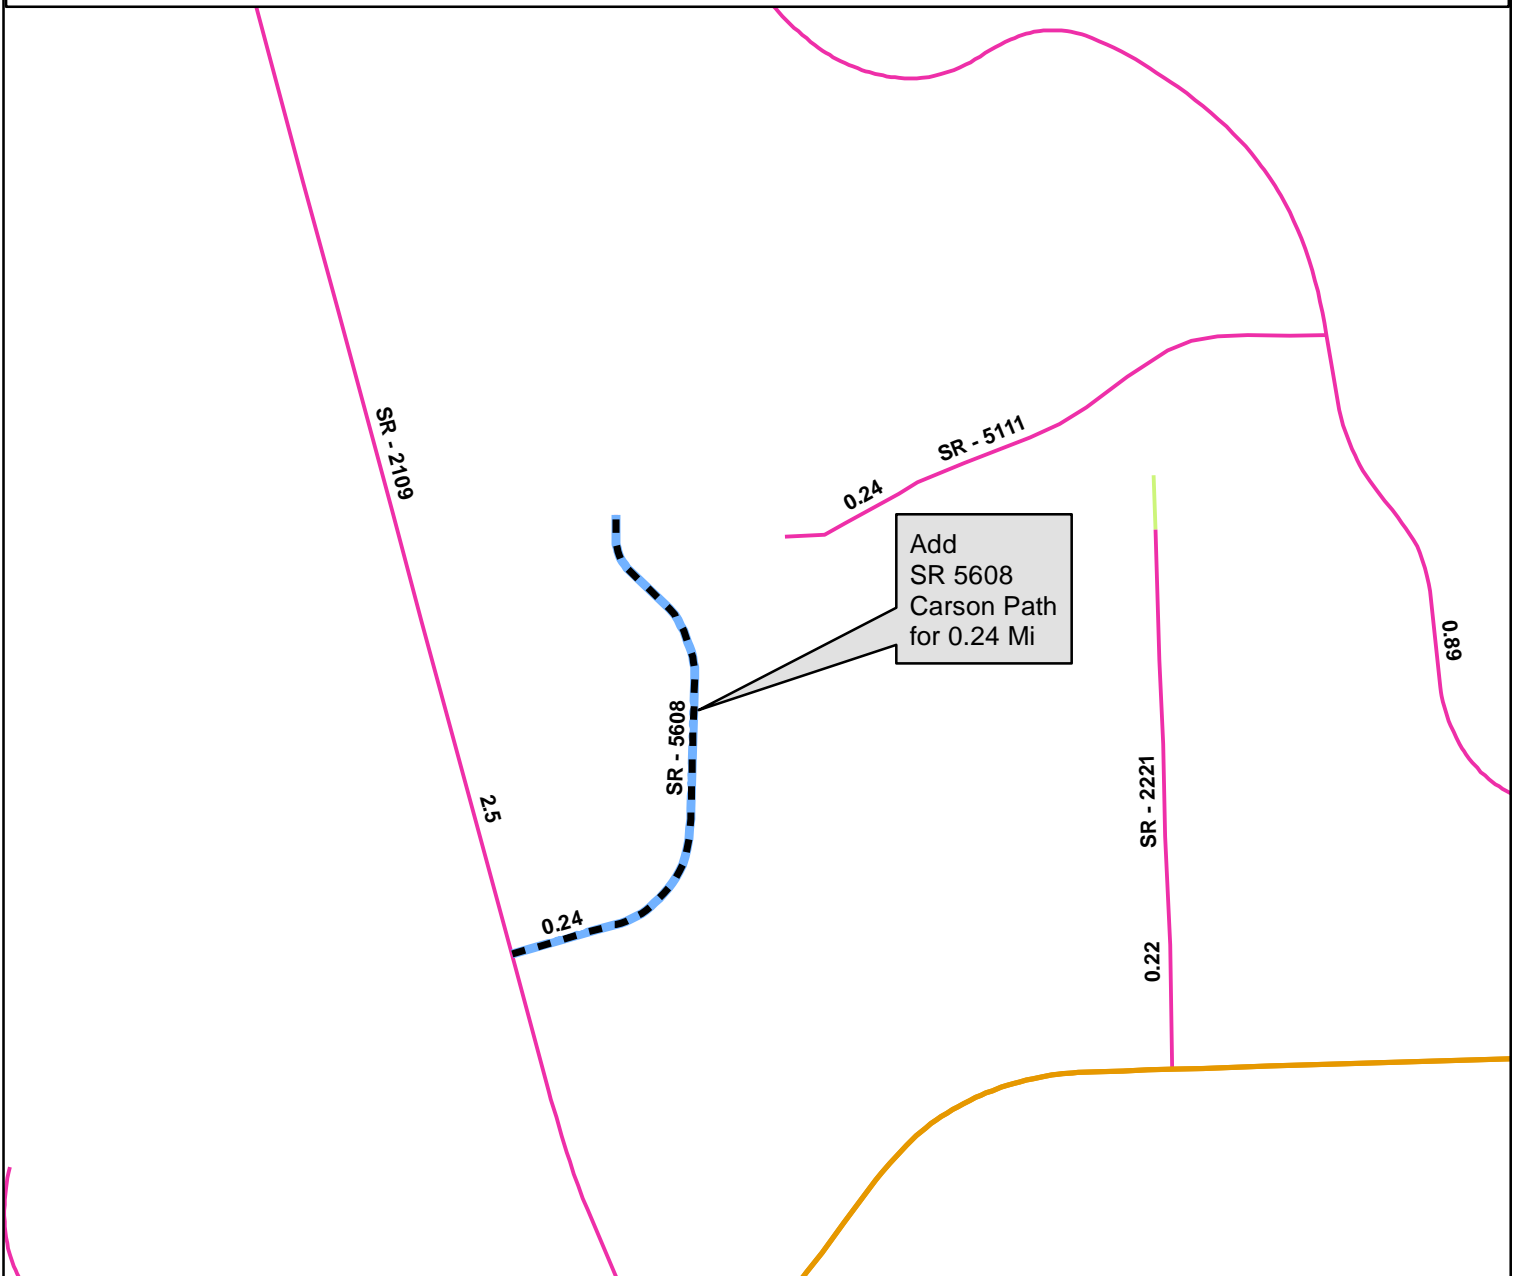 SR - 2109
SR - 5111
0.24
Add
SR 5608
Carson Path
for 0.24 Mi
0.89
SR - 5608
SR - 2221
2.5
0.24
0.22